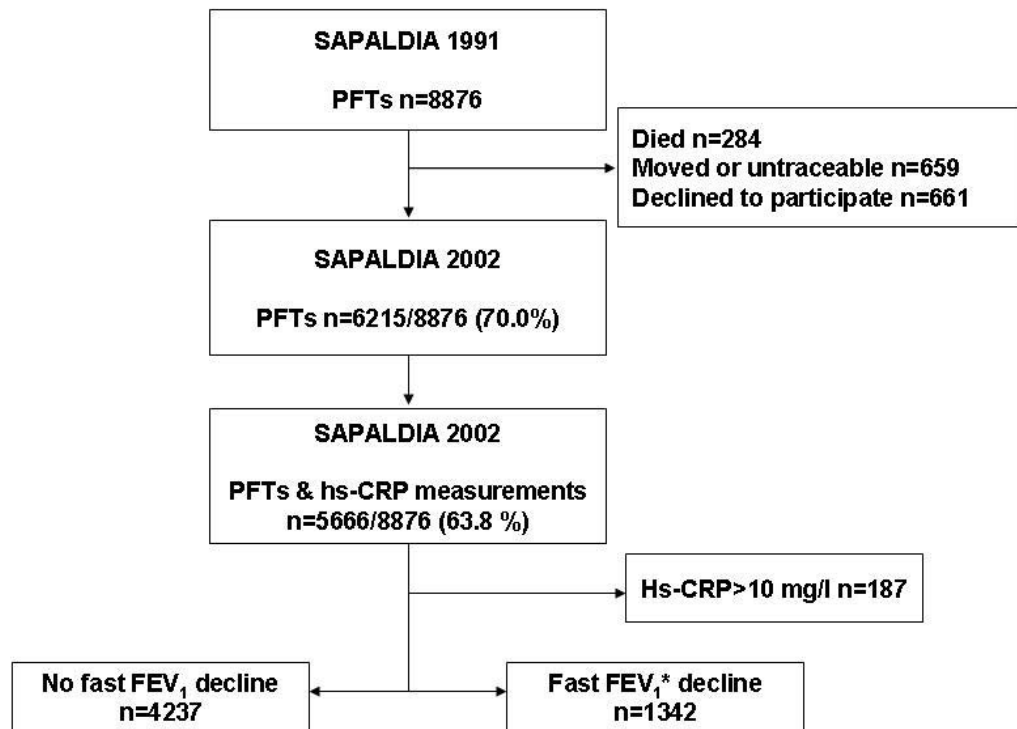 SAPALDIA 1991
PFTs n=8876
Died n=284
Moved or untraceable n=659
Declined to participate n=661
SAPALDIA 2002
PFTs n=6215/8876 (70.0%)
SAPALDIA 2002
PFTs & hs-CRP measurements
n=5666/8876 (63.8 %)
Hs-CRP>10 mg/l n=187
No fast FEV₁ decline
n=4237
Fast FEV₁* decline
n=1342